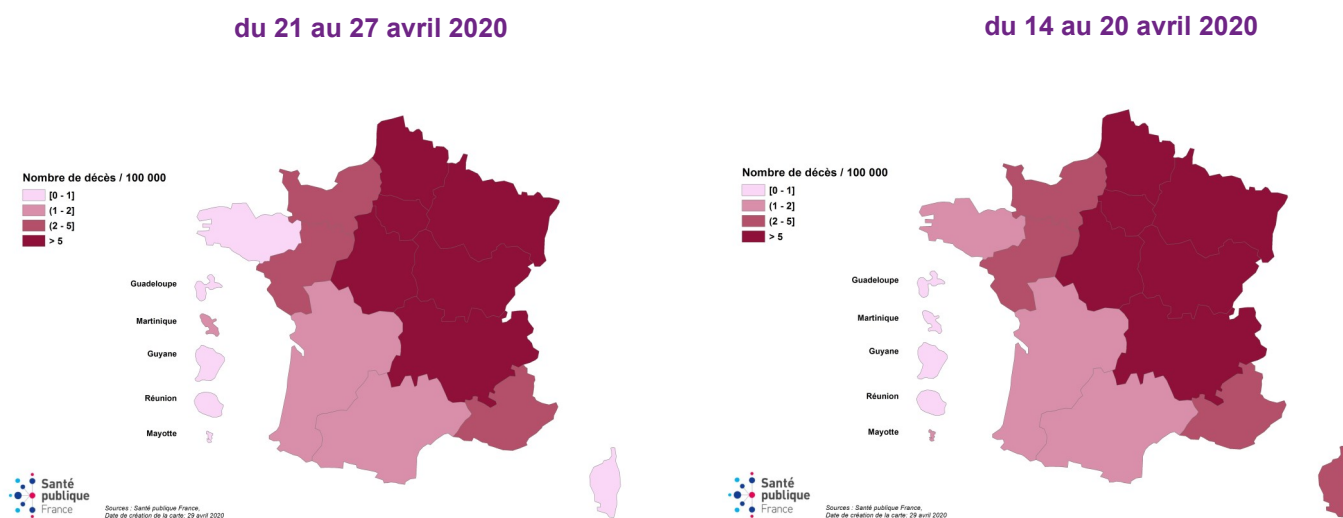 du 21 au 27 avril 2020
Nombre de décès / 100 000
[0 - 1]
(1 - 2]
(2 - 5]
> 5
Guadeloupe
Martinique
Guyane
Réunion
Mayotte
Santé
publique
France
Sources : Santé publique France,
Date de création de la carte: 29 avril 2020
du 14 au 20 avril 2020
Nombre de décès / 100 000
[0 - 1]
(1 - 2]
(2 - 5]
> 5
Guadeloupe
Martinique
Guyane
Réunion
Mayotte
Santé
publique
France
Sources : Santé publique France,
Date de création de la carte: 29 avril 2020